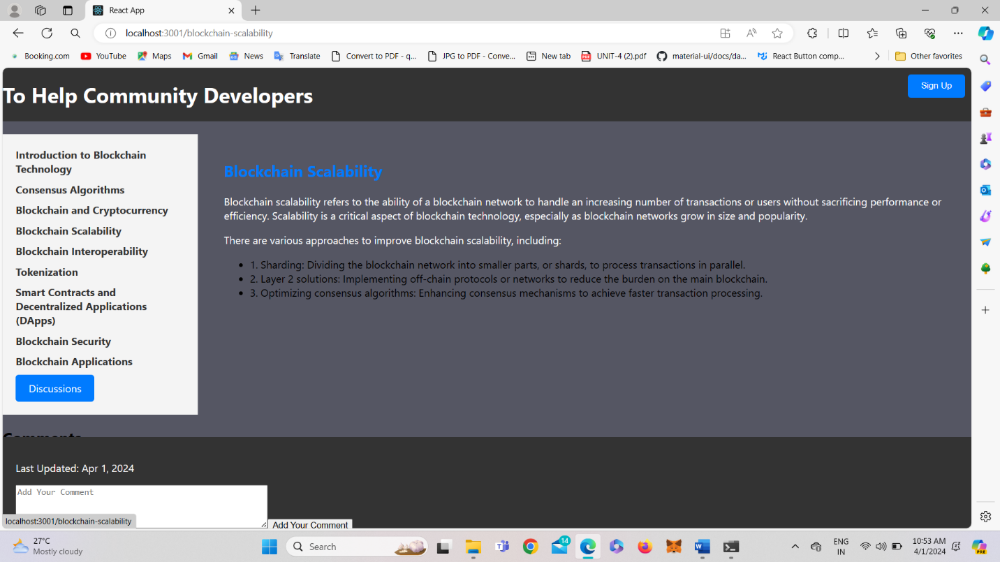 React App
localhost:3001/blockchain-scalability
Booking.com YouTube Maps Gmail News Translate Convert to PDF - q... JPG to PDF - Conve... New tab UNIT-4 (2).pdf material-ui/docs/da... React Button comp... Other favorites
To Help Community Developers
Sign Up
Introduction to Blockchain
Technology
Consensus Algorithms
Blockchain and Cryptocurrency
Blockchain Scalability
Blockchain Interoperability
Tokenization
Smart Contracts and
Decentralized Applications
(DApps)
Blockchain Security
Blockchain Applications
Discussions
Blockchain Scalability
Blockchain scalability refers to the ability of a blockchain network to handle an increasing number of transactions or users without sacrificing performance or
efficiency. Scalability is a critical aspect of blockchain technology, especially as blockchain networks grow in size and popularity.
There are various approaches to improve blockchain scalability, including:
• 1. Sharding: Dividing the blockchain network into smaller parts, or shards, to process transactions in parallel.
• 2. Layer 2 solutions: Implementing off-chain protocols or networks to reduce the burden on the main blockchain.
• 3. Optimizing consensus algorithms: Enhancing consensus mechanisms to achieve faster transaction processing.
Comments
Last Updated: Apr 1, 2024
Add Your Comment
Add Your Comment
localhost:3001/blockchain-scalability
27°C
Mostly cloudy
Search
14
ENG
IN
10:53 AM
4/1/2024
PRE